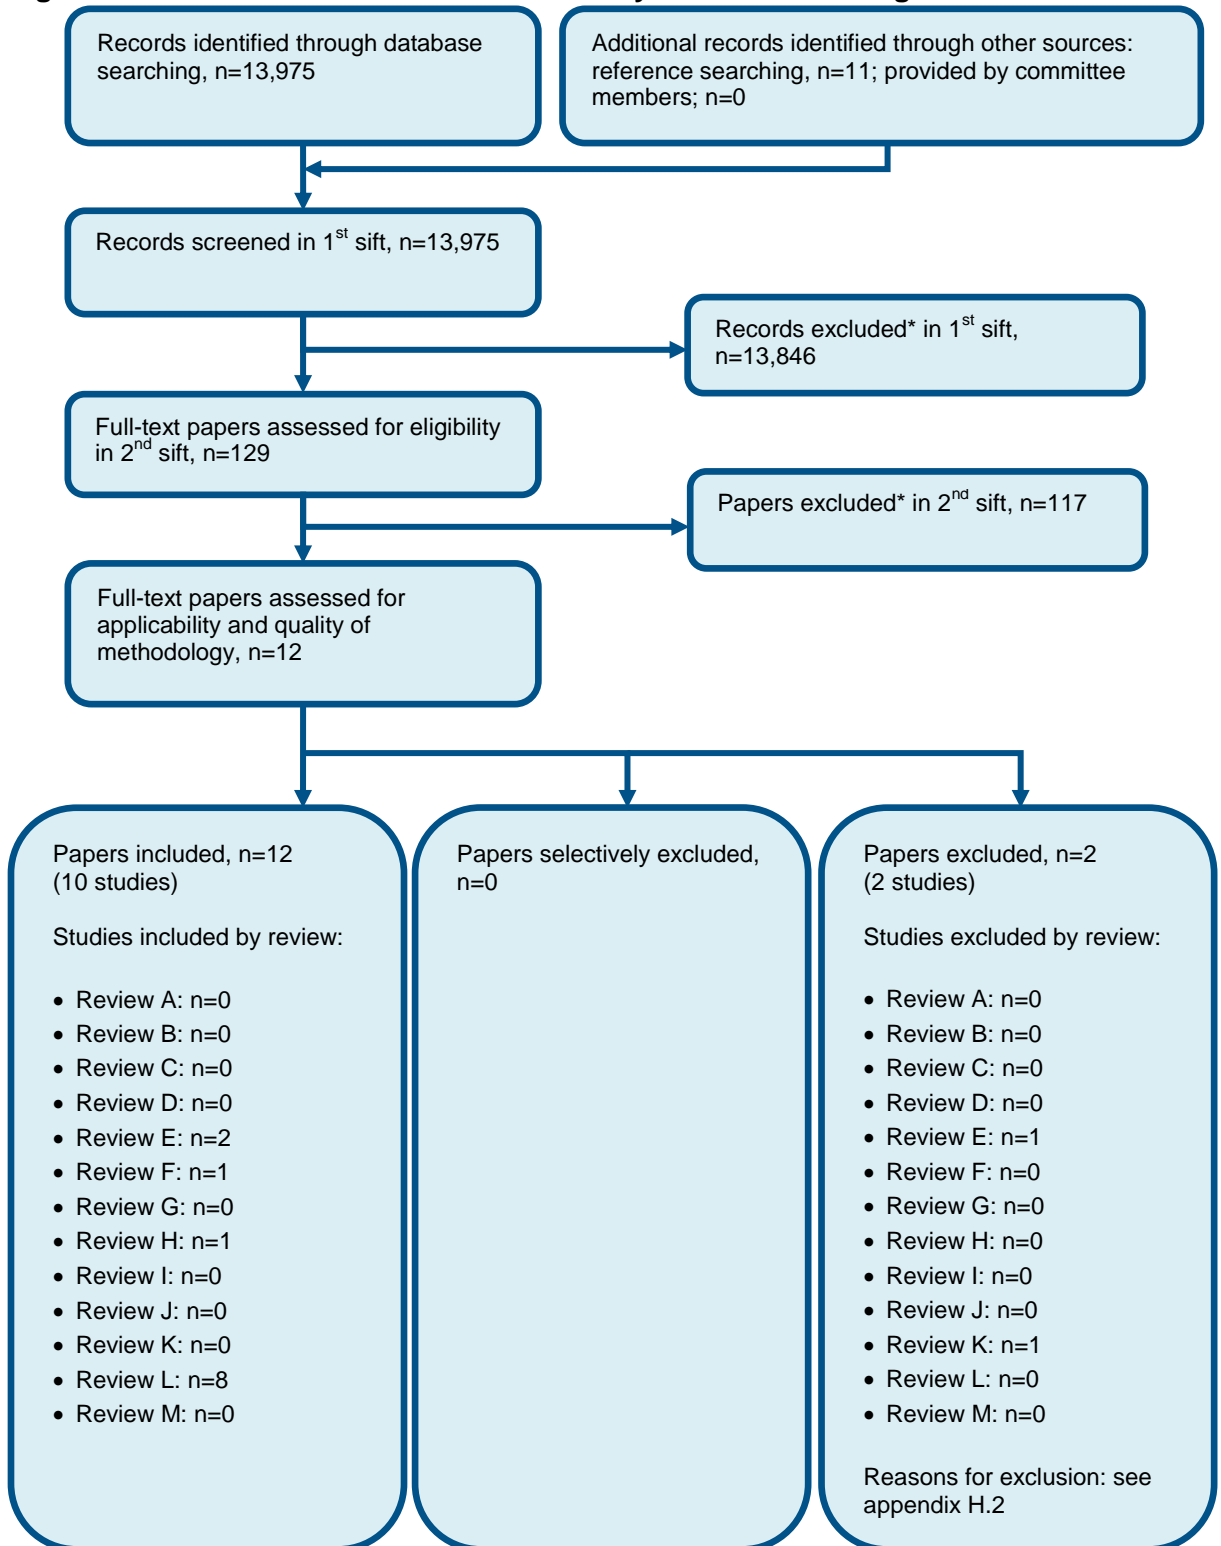 Records identified through database
searching, n=13,975
Additional records identified through other sources:
reference searching, n=11; provided by committee
members; n=0
Records screened in 1st sift, n=13,975
Records excluded* in 1st sift,
n=13,846
Full-text papers assessed for eligibility
in 2nd sift, n=129
Papers excluded* in 2nd sift, n=117
Full-text papers assessed for
applicability and quality of
methodology, n=12
Papers included, n=12
(10 studies)
Studies included by review:
• Review A: n=0
• Review B: n=0
• Review C: n=0
• Review D: n=0
• Review E: n=2
• Review F: n=1
• Review G: n=0
• Review H: n=1
• Review I: n=0
• Review J: n=0
• Review K: n=0
• Review L: n=8
• Review M: n=0
Papers selectively excluded,
n=0
Papers excluded, n=2
(2 studies)
Studies excluded by review:
• Review A: n=0
• Review B: n=0
• Review C: n=0
• Review D: n=0
• Review E: n=1
• Review F: n=0
• Review G: n=0
• Review H: n=0
• Review I: n=0
• Review J: n=0
• Review K: n=1
• Review L: n=0
• Review M: n=0
Reasons for exclusion: see
appendix H.2